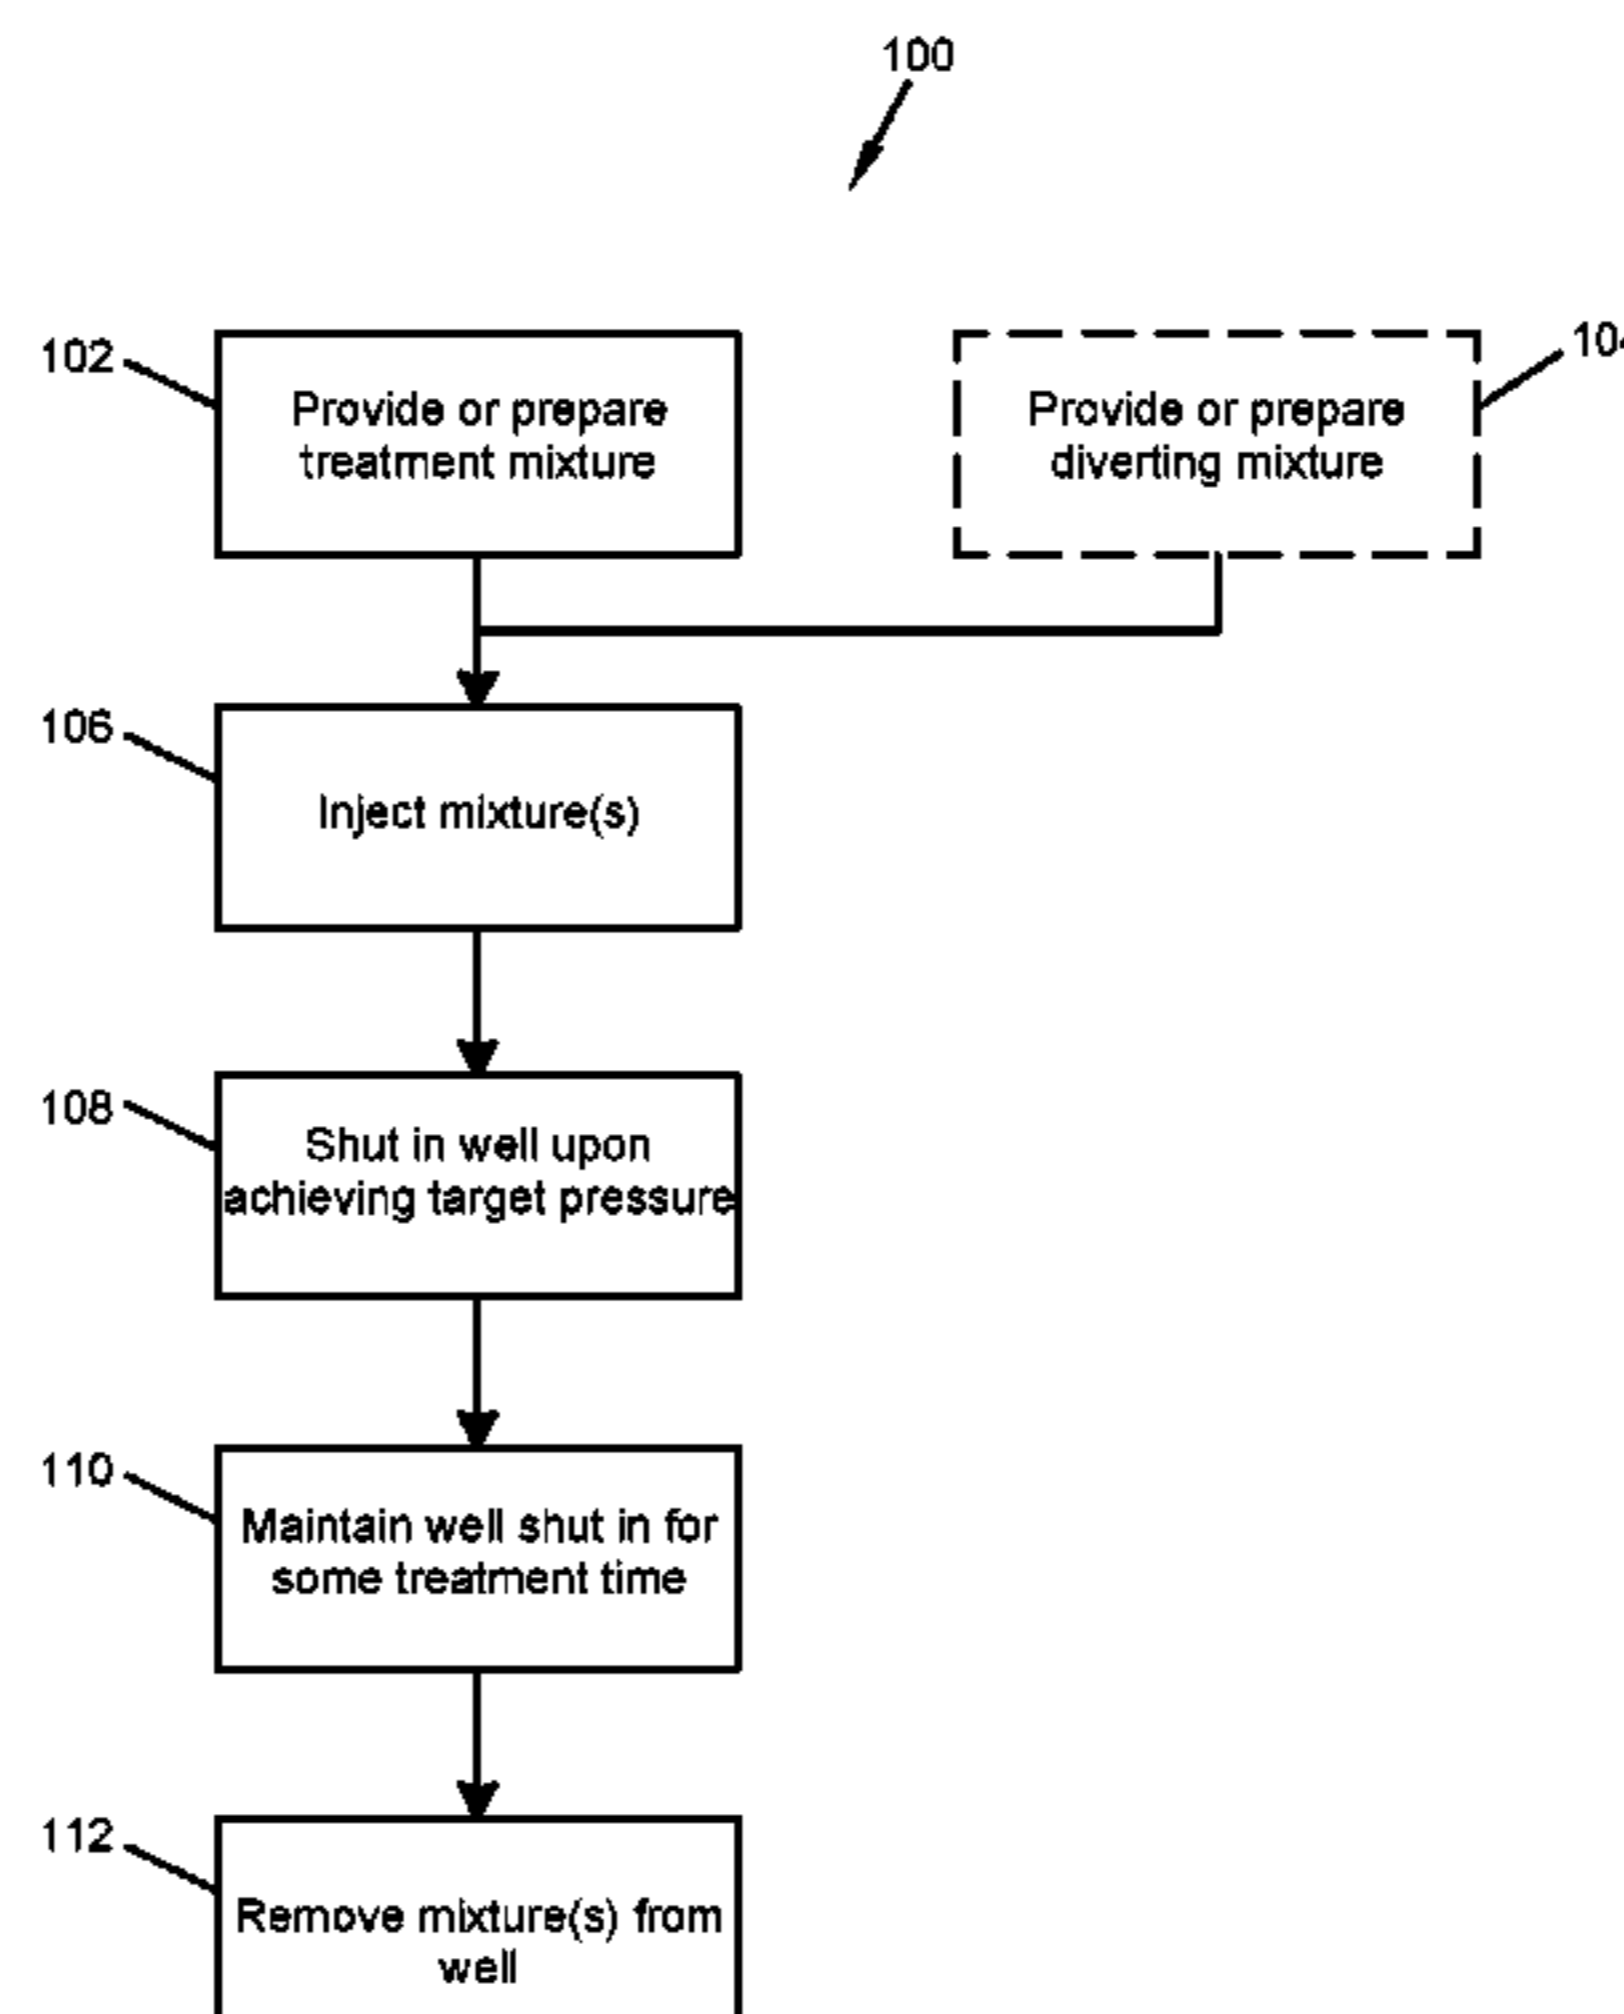 100
102
Provide or prepare
treatment mixture
Provide or prepare
diverting mixture
106
Inject mixture(s)
108
Shut in well upon
achieving target pressure
110
Maintain well shut in for
some treatment time
112
Remove mixture(s) from
well